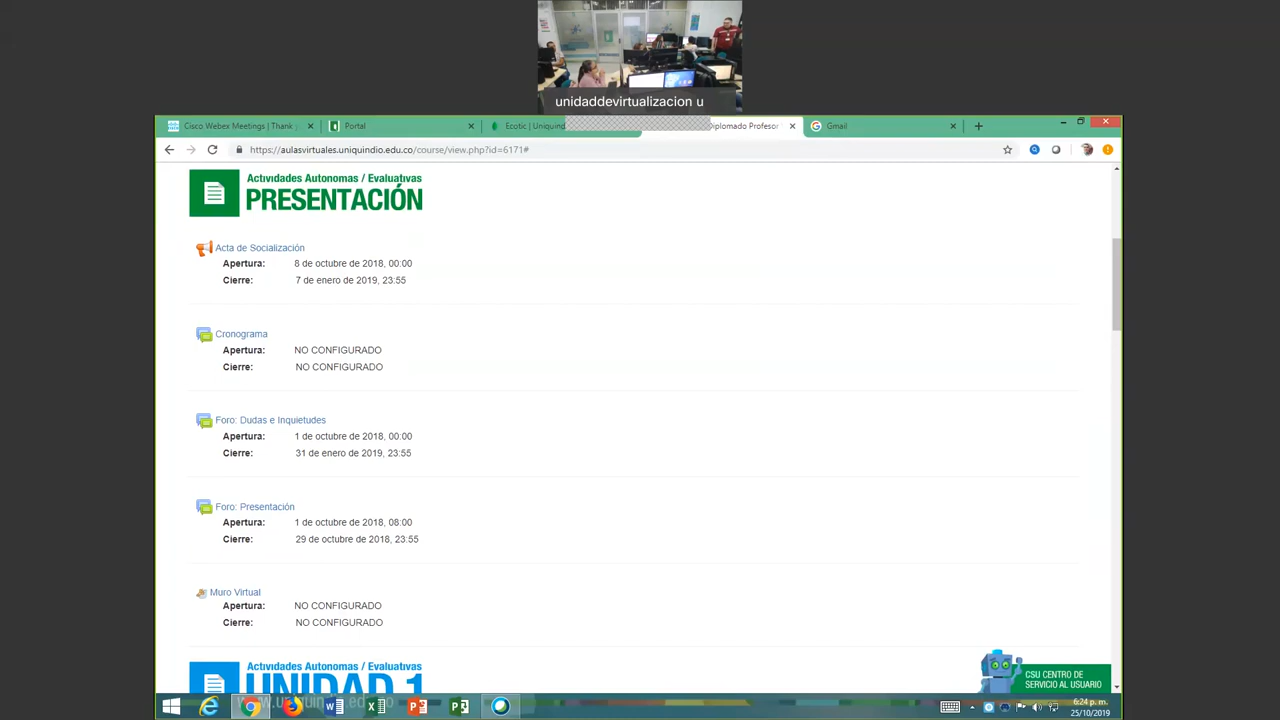 unidaddevirtualizacion u
Cisco Webex Meetings | Thank
Portal
Ecotic | Uniquind
Diplomado Profesor
Gmail
https://aulasvirtuales.uniquindio.edu.co/course/view.php?id=6171#
Actividades Autonomas / Evaluativas
PRESENTACIÓN
Acta de Socialización
Apertura: 8 de octubre de 2018, 00:00
Cierre: 7 de enero de 2019, 23:55
Cronograma
Apertura: NO CONFIGURADO
Cierre: NO CONFIGURADO
Foro: Dudas e Inquietudes
Apertura: 1 de octubre de 2018, 00:00
Cierre: 31 de enero de 2019, 23:55
Foro: Presentación
Apertura: 1 de octubre de 2018, 08:00
Cierre: 29 de octubre de 2018, 23:55
Muro Virtual
Apertura: NO CONFIGURADO
Cierre: NO CONFIGURADO
Actividades Autonomas / Evaluativas
UNIDAD 1
CSU CENTRO DE
SERVICIO AL USUARIO
6:24 p. m.
25/10/2019